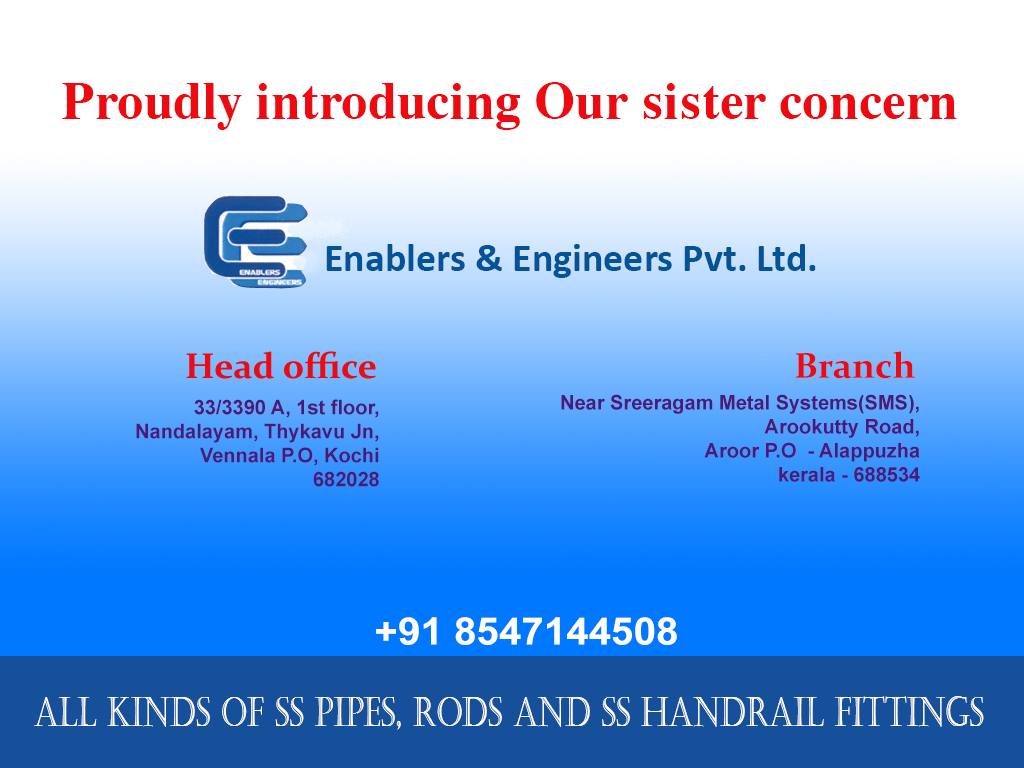 Proudly introducing Our sister concern
ENABLERS
ENGINEERS
Enablers & Engineers Pvt. Ltd.
Head office
33/3390 A, 1st floor,
Nandalayam, Thykavu Jn,
Vennala P.O, Kochi
682028
Branch
Near Sreeragam Metal Systems(SMS),
Arookutty Road,
Aroor P.O  - Alappuzha
kerala - 688534
+91 8547144508
ALL KINDS OF SS PIPES, RODS AND SS HANDRAIL FITTINGS